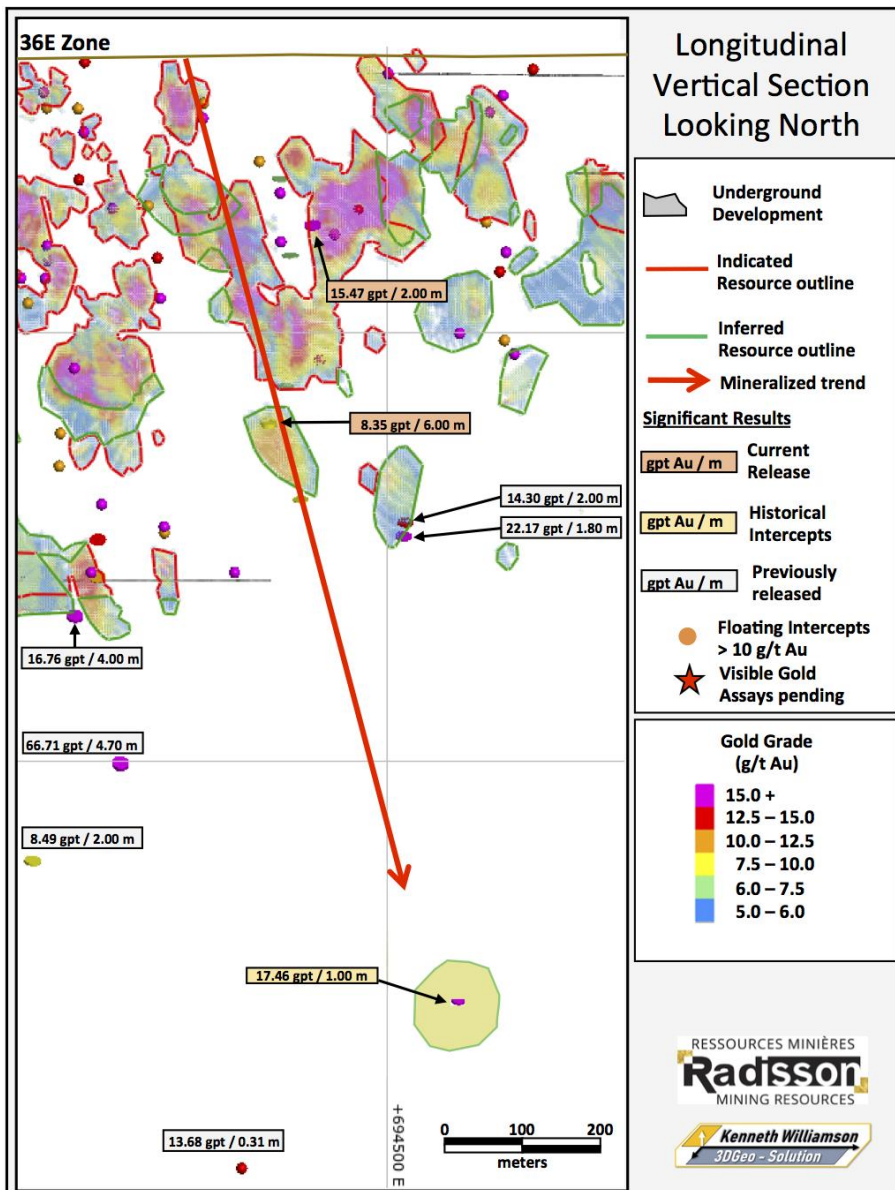 36E Zone
15.47 gpt / 2.00 m
8.35 gpt / 6.00 m
14.30 gpt / 2.00 m
22.17 gpt / 1.80 m
16.76 gpt / 4.00 m
66.71 gpt / 4.70 m
8.49 gpt / 2.00 m
17.46 gpt / 1.00 m
13.68 gpt / 0.31 m
+694500 E
0 100 200
meters
Longitudinal
Vertical Section
Looking North
Underground
Development
Indicated
Resource outline
Inferred
Resource outline
Mineralized trend
Significant Results
gpt Au / m
Current
Release
gpt Au / m
Historical
Intercepts
gpt Au / m
Previously
released
Floating Intercepts
> 10 g/t Au
Visible Gold
Assays pending
Gold Grade
(g/t Au)
15.0 +
12.5 – 15.0
10.0 – 12.5
7.5 – 10.0
6.0 – 7.5
5.0 – 6.0
RESSOURCES MINIÈRES
Radisson
MINING RESOURCES
Kenneth Williamson
3DGeo - Solution